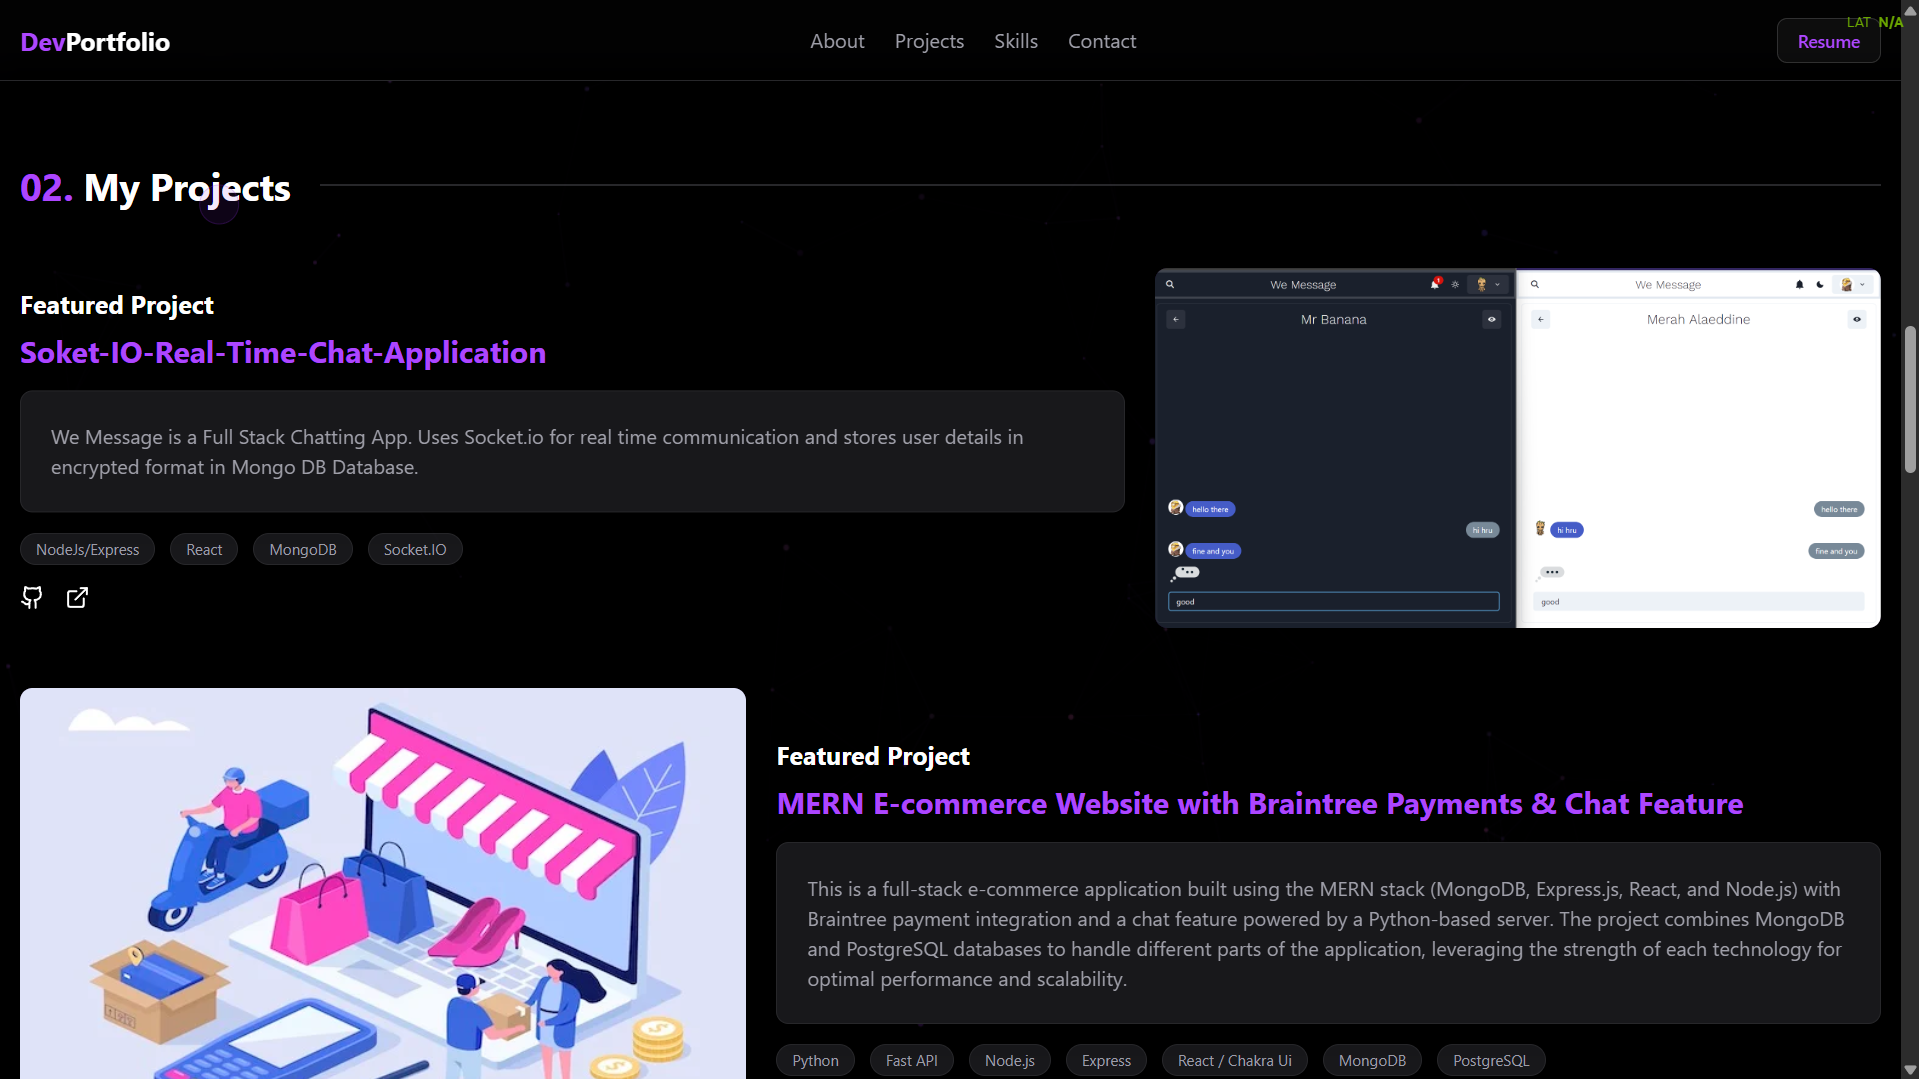 DevPortfolio
About
Projects
Skills
Contact
LAT N/A
Resume
02. My Projects
Featured Project
Soket-IO-Real-Time-Chat-Application
We Message is a Full Stack Chatting App. Uses Socket.io for real time communication and stores user details in
encrypted format in Mongo DB Database.
NodeJs/Express
React
MongoDB
Socket.IO
We Message
Mr Banana
hello there
hi hru
fine and you
good
We Message
Merah Alaeddine
hello there
hi hru
fine and you
good
Featured Project
MERN E-commerce Website with Braintree Payments & Chat Feature
This is a full-stack e-commerce application built using the MERN stack (MongoDB, Express.js, React, and Node.js) with
Braintree payment integration and a chat feature powered by a Python-based server. The project combines MongoDB
and PostgreSQL databases to handle different parts of the application, leveraging the strength of each technology for
optimal performance and scalability.
Python
Fast API
Node.js
Express
React / Chakra Ui
MongoDB
PostgreSQL